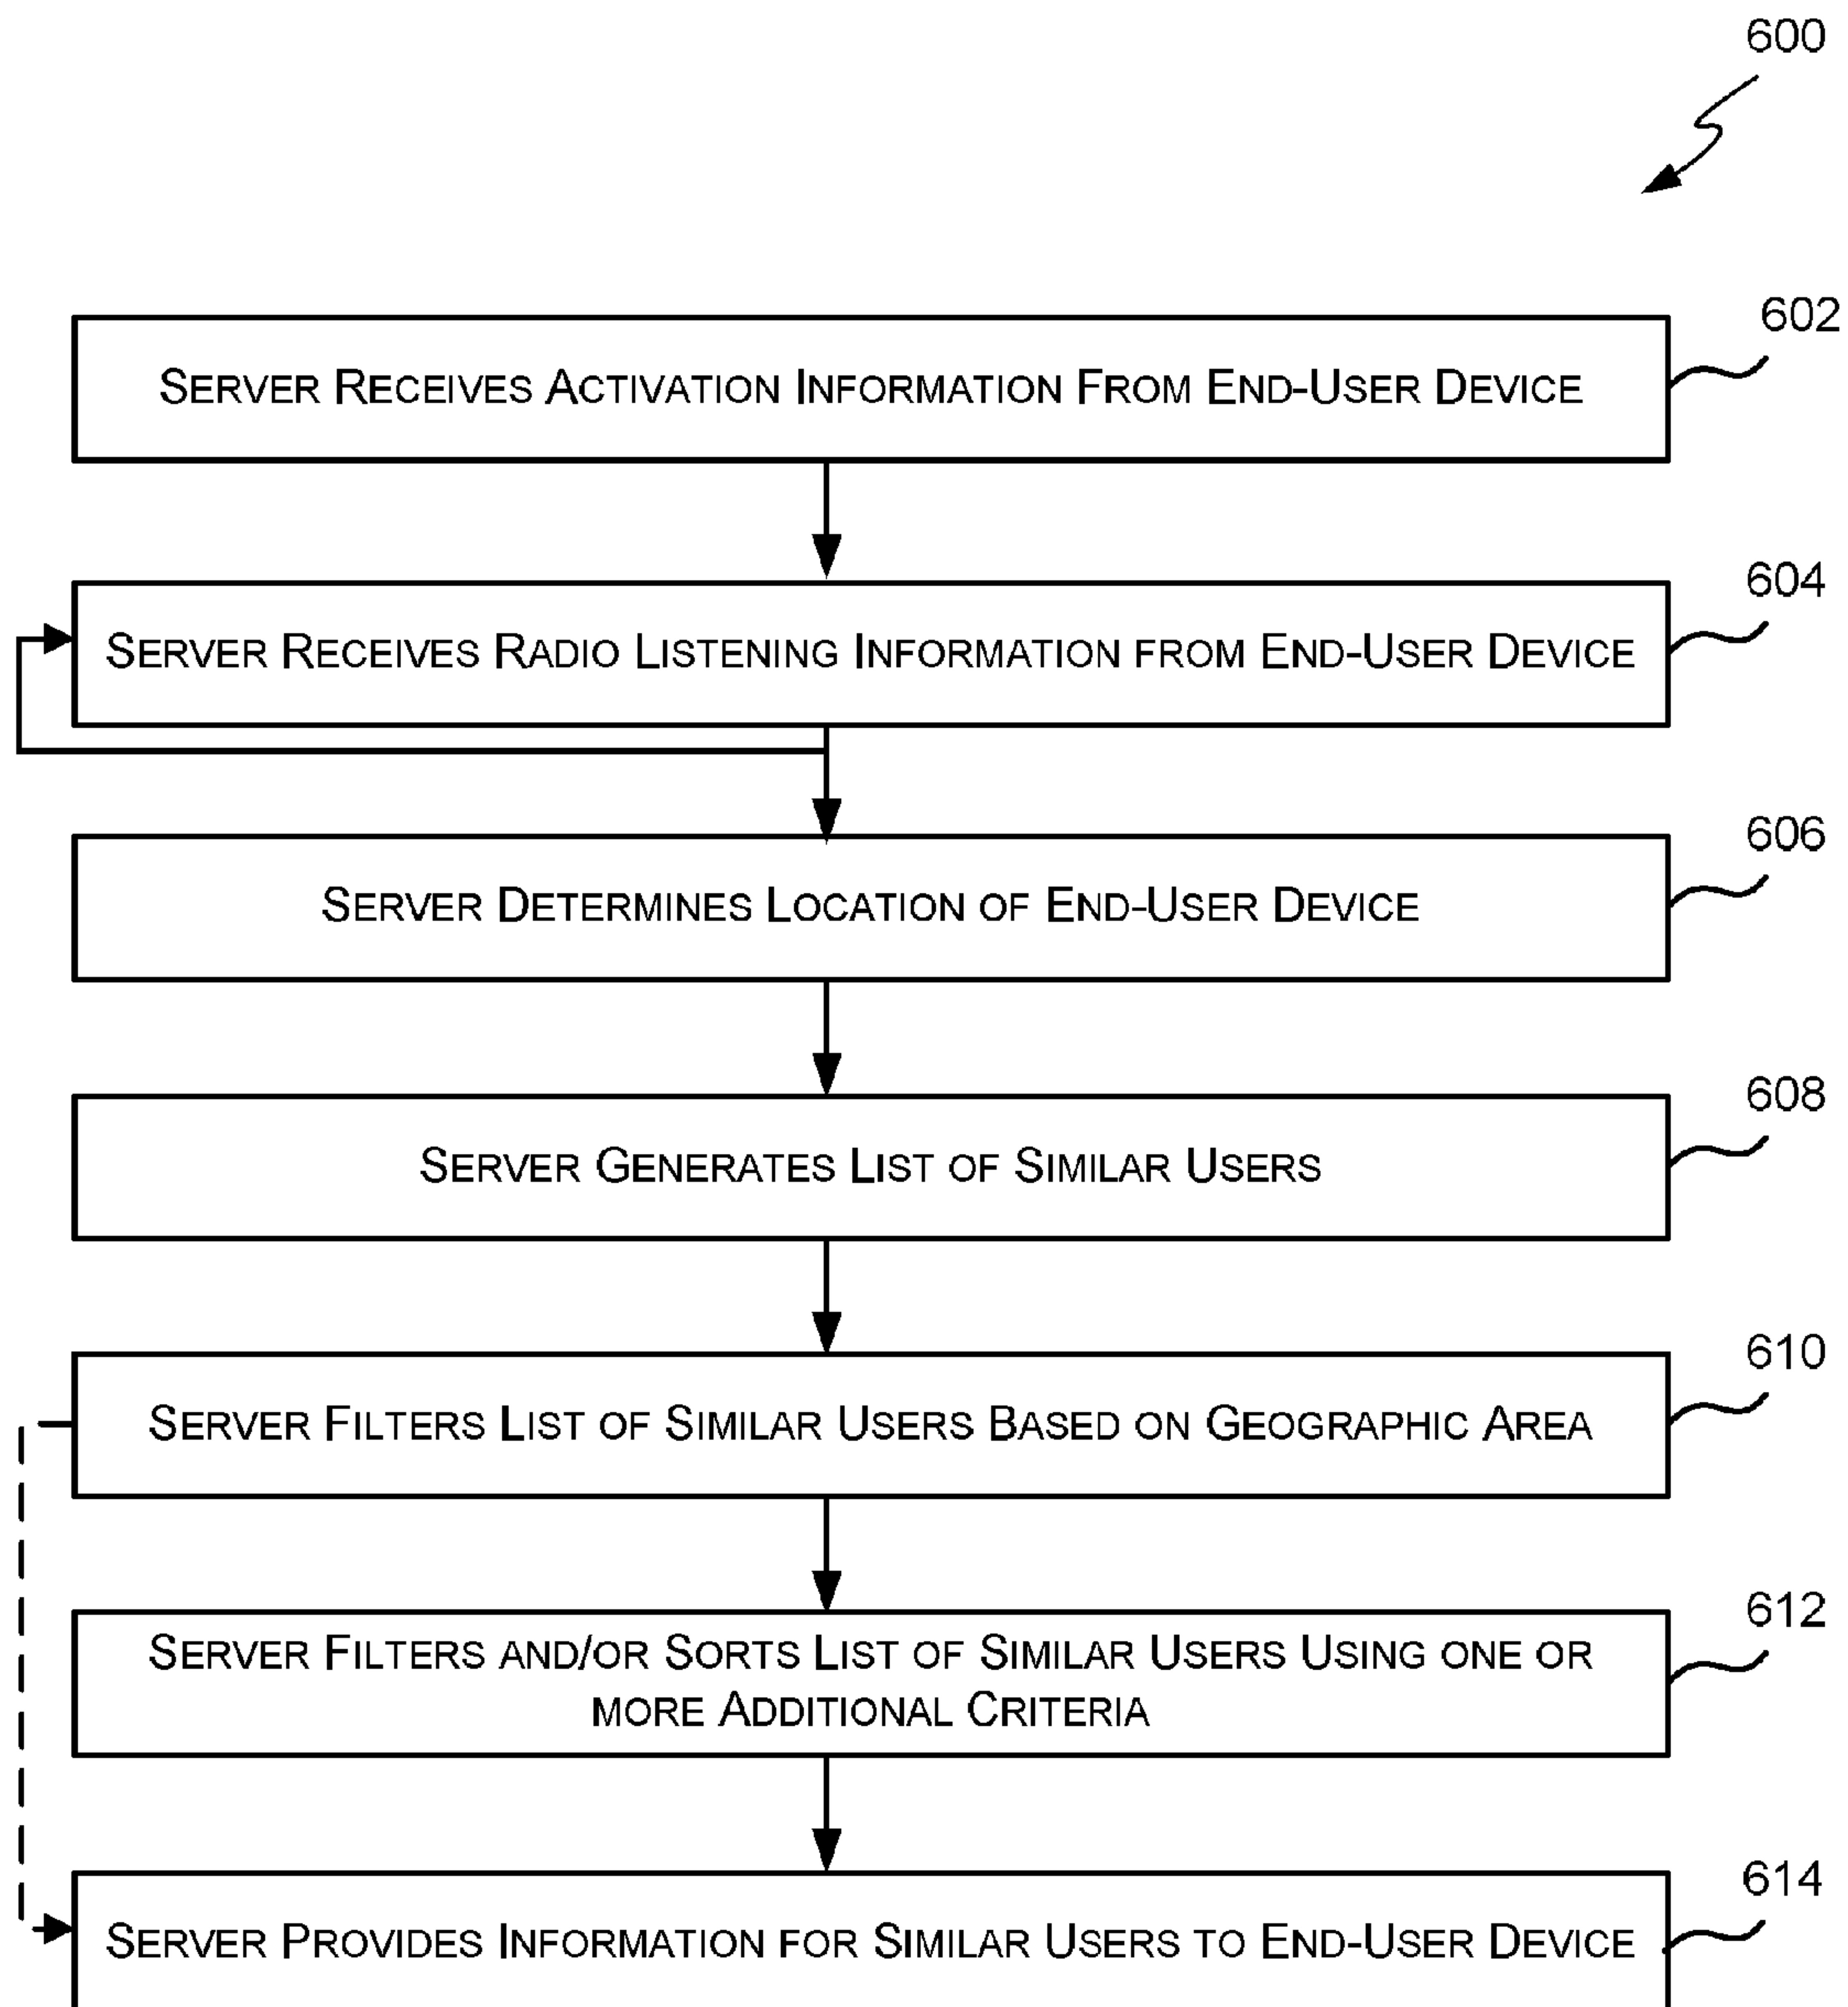 600
602
SERVER RECEIVES ACTIVATION INFORMATION FROM END-USER DEVICE
604
SERVER RECEIVES RADIO LISTENING INFORMATION FROM END-USER DEVICE
606
SERVER DETERMINES LOCATION OF END-USER DEVICE
608
SERVER GENERATES LIST OF SIMILAR USERS
610
SERVER FILTERS LIST OF SIMILAR USERS BASED ON GEOGRAPHIC AREA
612
SERVER FILTERS AND/OR SORTS LIST OF SIMILAR USERS USING ONE OR
MORE ADDITIONAL CRITERIA
614
SERVER PROVIDES INFORMATION FOR SIMILAR USERS TO END-USER DEVICE